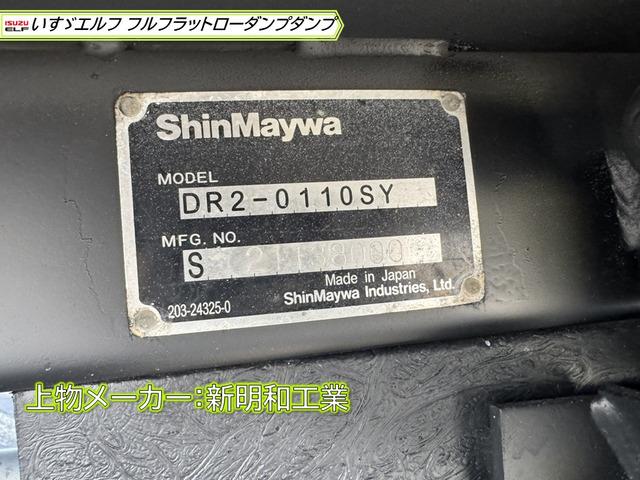 ISUZU
ELF
いすゞエルフ フルフラットローダンプダンプ
ShinMaywa
MODEL
DR2-0110SY
MFG. NO.
S
Made in Japan
ShinMaywa Industries, Ltd.
203-24325-0
上物メーカー:新明和工業